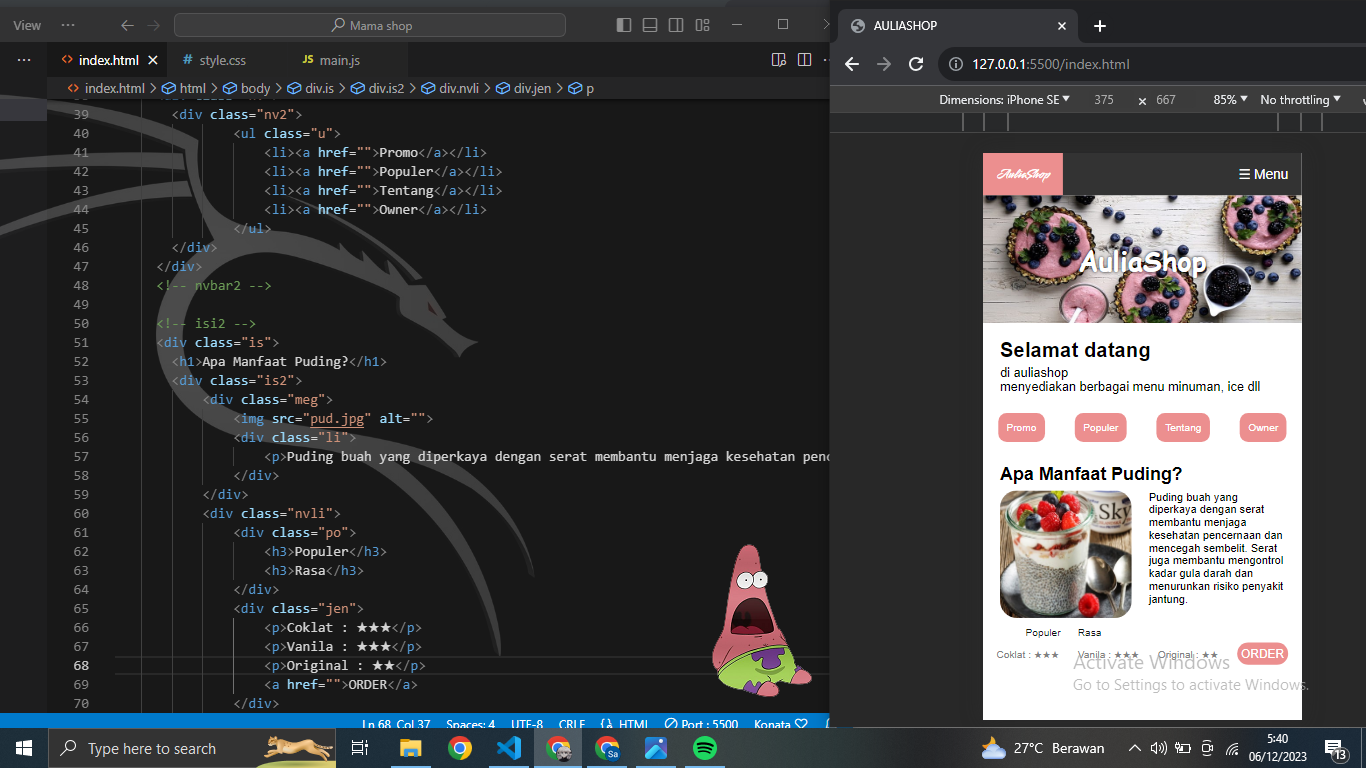 View ··· Mama shop
index.html style.css main.js
index.html > html > body > div.is > div.is2 > div.nvli > div.jen > p
39 <div class="nv2">
40 <ul class="u">
41 <li><a href="">Promo</a></li>
42 <li><a href="">Populer</a></li>
43 <li><a href="">Tentang</a></li>
44 <li><a href="">Owner</a></li>
45 </ul>
46 </div>
47 </div>
48 <!-- nvbar2 -->
49
50 <!-- isi2 -->
51 <div class="is">
52 <h1>Apa Manfaat Puding?</h1>
53 <div class="is2">
54 <div class="meg">
55 <img src="pud.jpg" alt="">
56 <div class="li">
57 <p>Puding buah yang diperkaya dengan serat membantu menjaga kesehatan penc
58 </div>
59 </div>
60 <div class="nvli">
61 <div class="po">
62 <h3>Populer</h3>
63 <h3>Rasa</h3>
64 </div>
65 <div class="jen">
66 <p>Coklat : ★★★</p>
67 <p>Vanila : ★★★</p>
68 <p>Original : ★★</p>
69 <a href="">ORDER</a>
70 </div>
Ln 68, Col 37 Spaces: 4 UTF-8 CRLF HTML Port : 5500 Konata
AULIASHOP
127.0.0.1:5500/index.html
Dimensions: iPhone SE 375 × 667 85% No throttling
AuliaShop ☰ Menu
AuliaShop
Selamat datang
di auliashop
menyediakan berbagai menu minuman, ice dll
Promo Populer Tentang Owner
Apa Manfaat Puding?
Sky
Puding buah yang
diperkaya dengan serat
membantu menjaga
kesehatan pencernaan dan
mencegah sembelit. Serat
juga membantu mengontrol
kadar gula darah dan
menurunkan risiko penyakit
jantung.
Populer Rasa
Coklat : ★★★ Vanila : ★★★ Original : ★★ ORDER
Activate Windows
Go to Settings to activate Windows.
Type here to search
Sa
27°C Berawan
5:40
06/12/2023
13